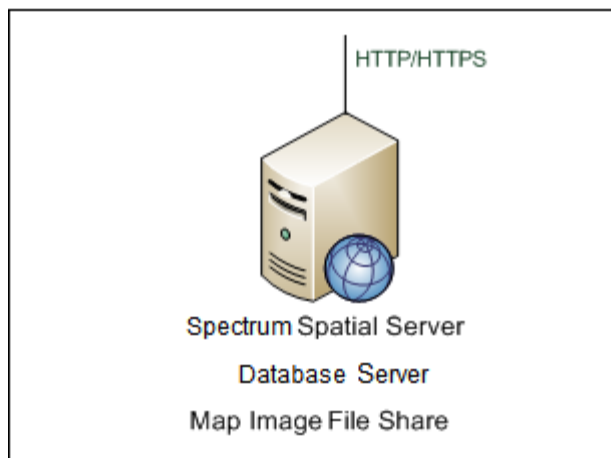 HTTP/HTTPS
Spectrum Spatial Server
Database Server
Map Image File Share